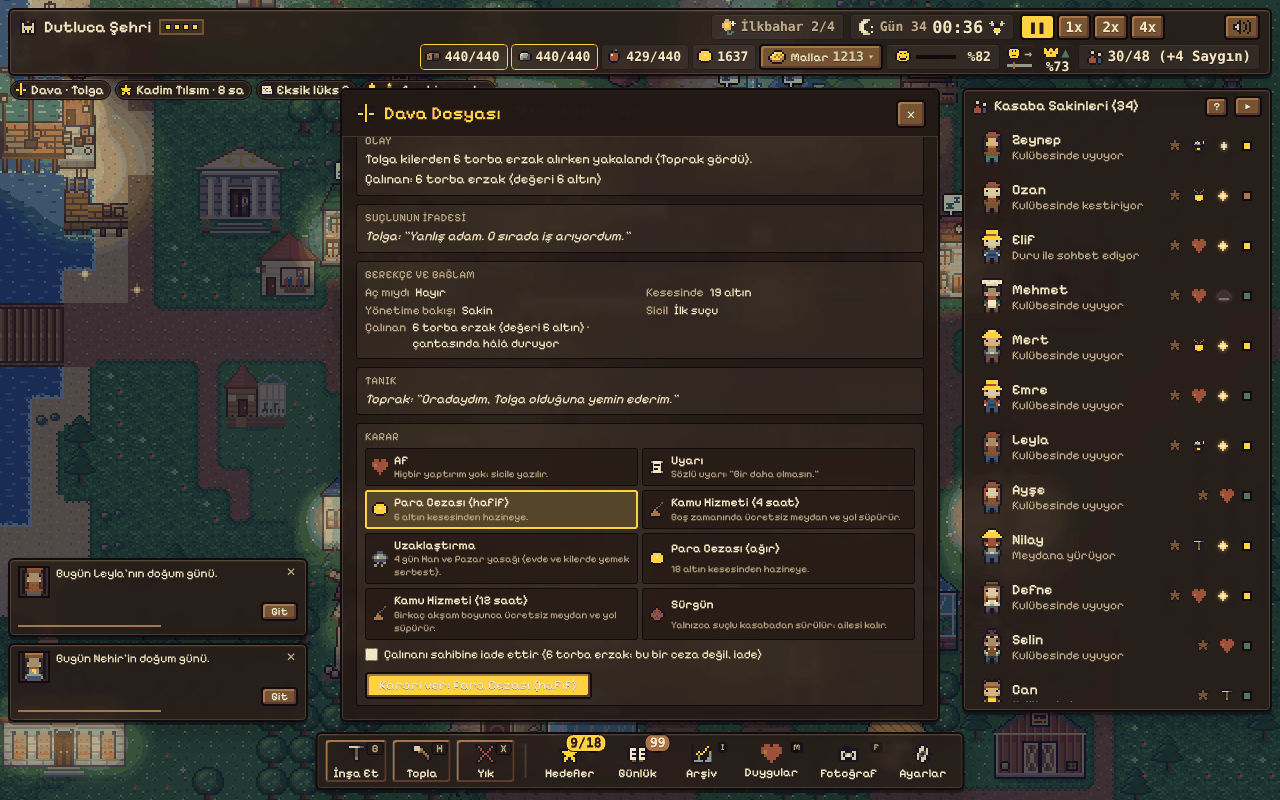 Dutluca Şehri
İlkbahar 2/4
Gün 34 00:36
1x
2x
4x
440/440
440/440
429/440
1637
Mallar 1213
%82
%73
30/48 (+4 Saygın)
Dava · Tolga
Kadim Tılsım · 8 sa
Eksik lüks
Dava Dosyası
×
OLAY
Tolga kilerden 6 torba erzak alırken yakalandı (Toprak gördü).
Çalınan: 6 torba erzak (değeri 6 altın)
SUÇLUNUN İFADESİ
Tolga: "Yanlış adam. O sırada iş arıyordum."
GEREKÇE VE BAĞLAM
Aç mıydı Hayır
Kesesinde 19 altın
Yönetime bakışı Sakin
Sicil İlk suçu
Çalınan 6 torba erzak (değeri 6 altın) ·
çantasında hâlâ duruyor
TANIK
Toprak: "Oradaydım, Tolga olduğuna yemin ederim."
KARAR
Af
Hiçbir yaptırım yok; sicile yazılır.
Uyarı
Sözlü uyarı: "Bir daha olmasın."
Para Cezası (hafif)
6 altın kesesinden hazineye.
Kamu Hizmeti (4 saat)
Boş zamanında ücretsiz meydan ve yol süpürür.
Uzaklaştırma
4 gün Han ve Pazar yasağı (evde ve kilerde yemek
serbest).
Para Cezası (ağır)
18 altın kesesinden hazineye.
Kamu Hizmeti (12 saat)
Birkaç akşam boyunca ücretsiz meydan ve yol
süpürür.
Sürgün
Yalnızca suçlu kasabadan sürülür; ailesi kalır.
Çalınanı sahibine iade ettir (6 torba erzak; bu bir ceza değil, iade)
Kararı ver: Para Cezası (hafif)
Kasaba Sakinleri (34)
?
Zeynep
Kulübesinde uyuyor
Ozan
Kulübesinde kestiriyor
Elif
Duru ile sohbet ediyor
Mehmet
Kulübesinde uyuyor
Mert
Kulübesinde uyuyor
Emre
Kulübesinde uyuyor
Leyla
Kulübesinde uyuyor
Ayşe
Kulübesinde uyuyor
Nilay
Meydana yürüyor
Defne
Kulübesinde uyuyor
Selin
Kulübesinde uyuyor
Can
Bugün Leyla'nın doğum günü.
×
Git
Bugün Nehir'in doğum günü.
×
Git
İnşa Et
B
Topla
H
Yık
X
9/18
Hedefler
99
Günlük
Arşiv
I
Duygular
M
Fotoğraf
F
Ayarlar